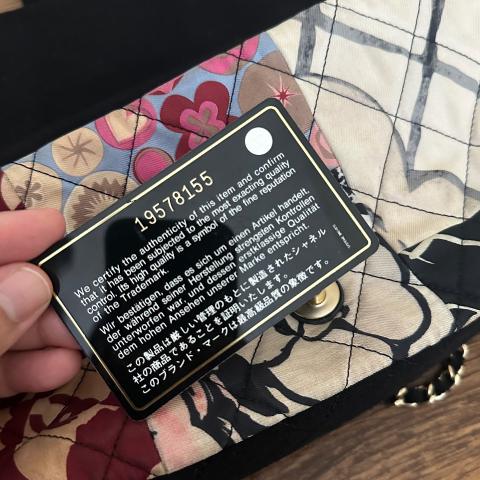 19578155
We certify the authenticity of this item and confirm
that it has been subjected to the most exacting quality
control. Its high quality is a symbol of the fine reputation
of the Trademark.
Wir bestätigen, dass es sich um einen Artikel handelt,
der während seiner Herstellung strengsten Kontrollen
unterworfen war, und dessen erstklassige Qualität
dem hohen Ansehen unserer Marke entspricht.
この製品は厳しい管理のもとに製造されたシャネル
社の商品であることを証明いたします。
このブランド・マークは最高級品質の象徴です。